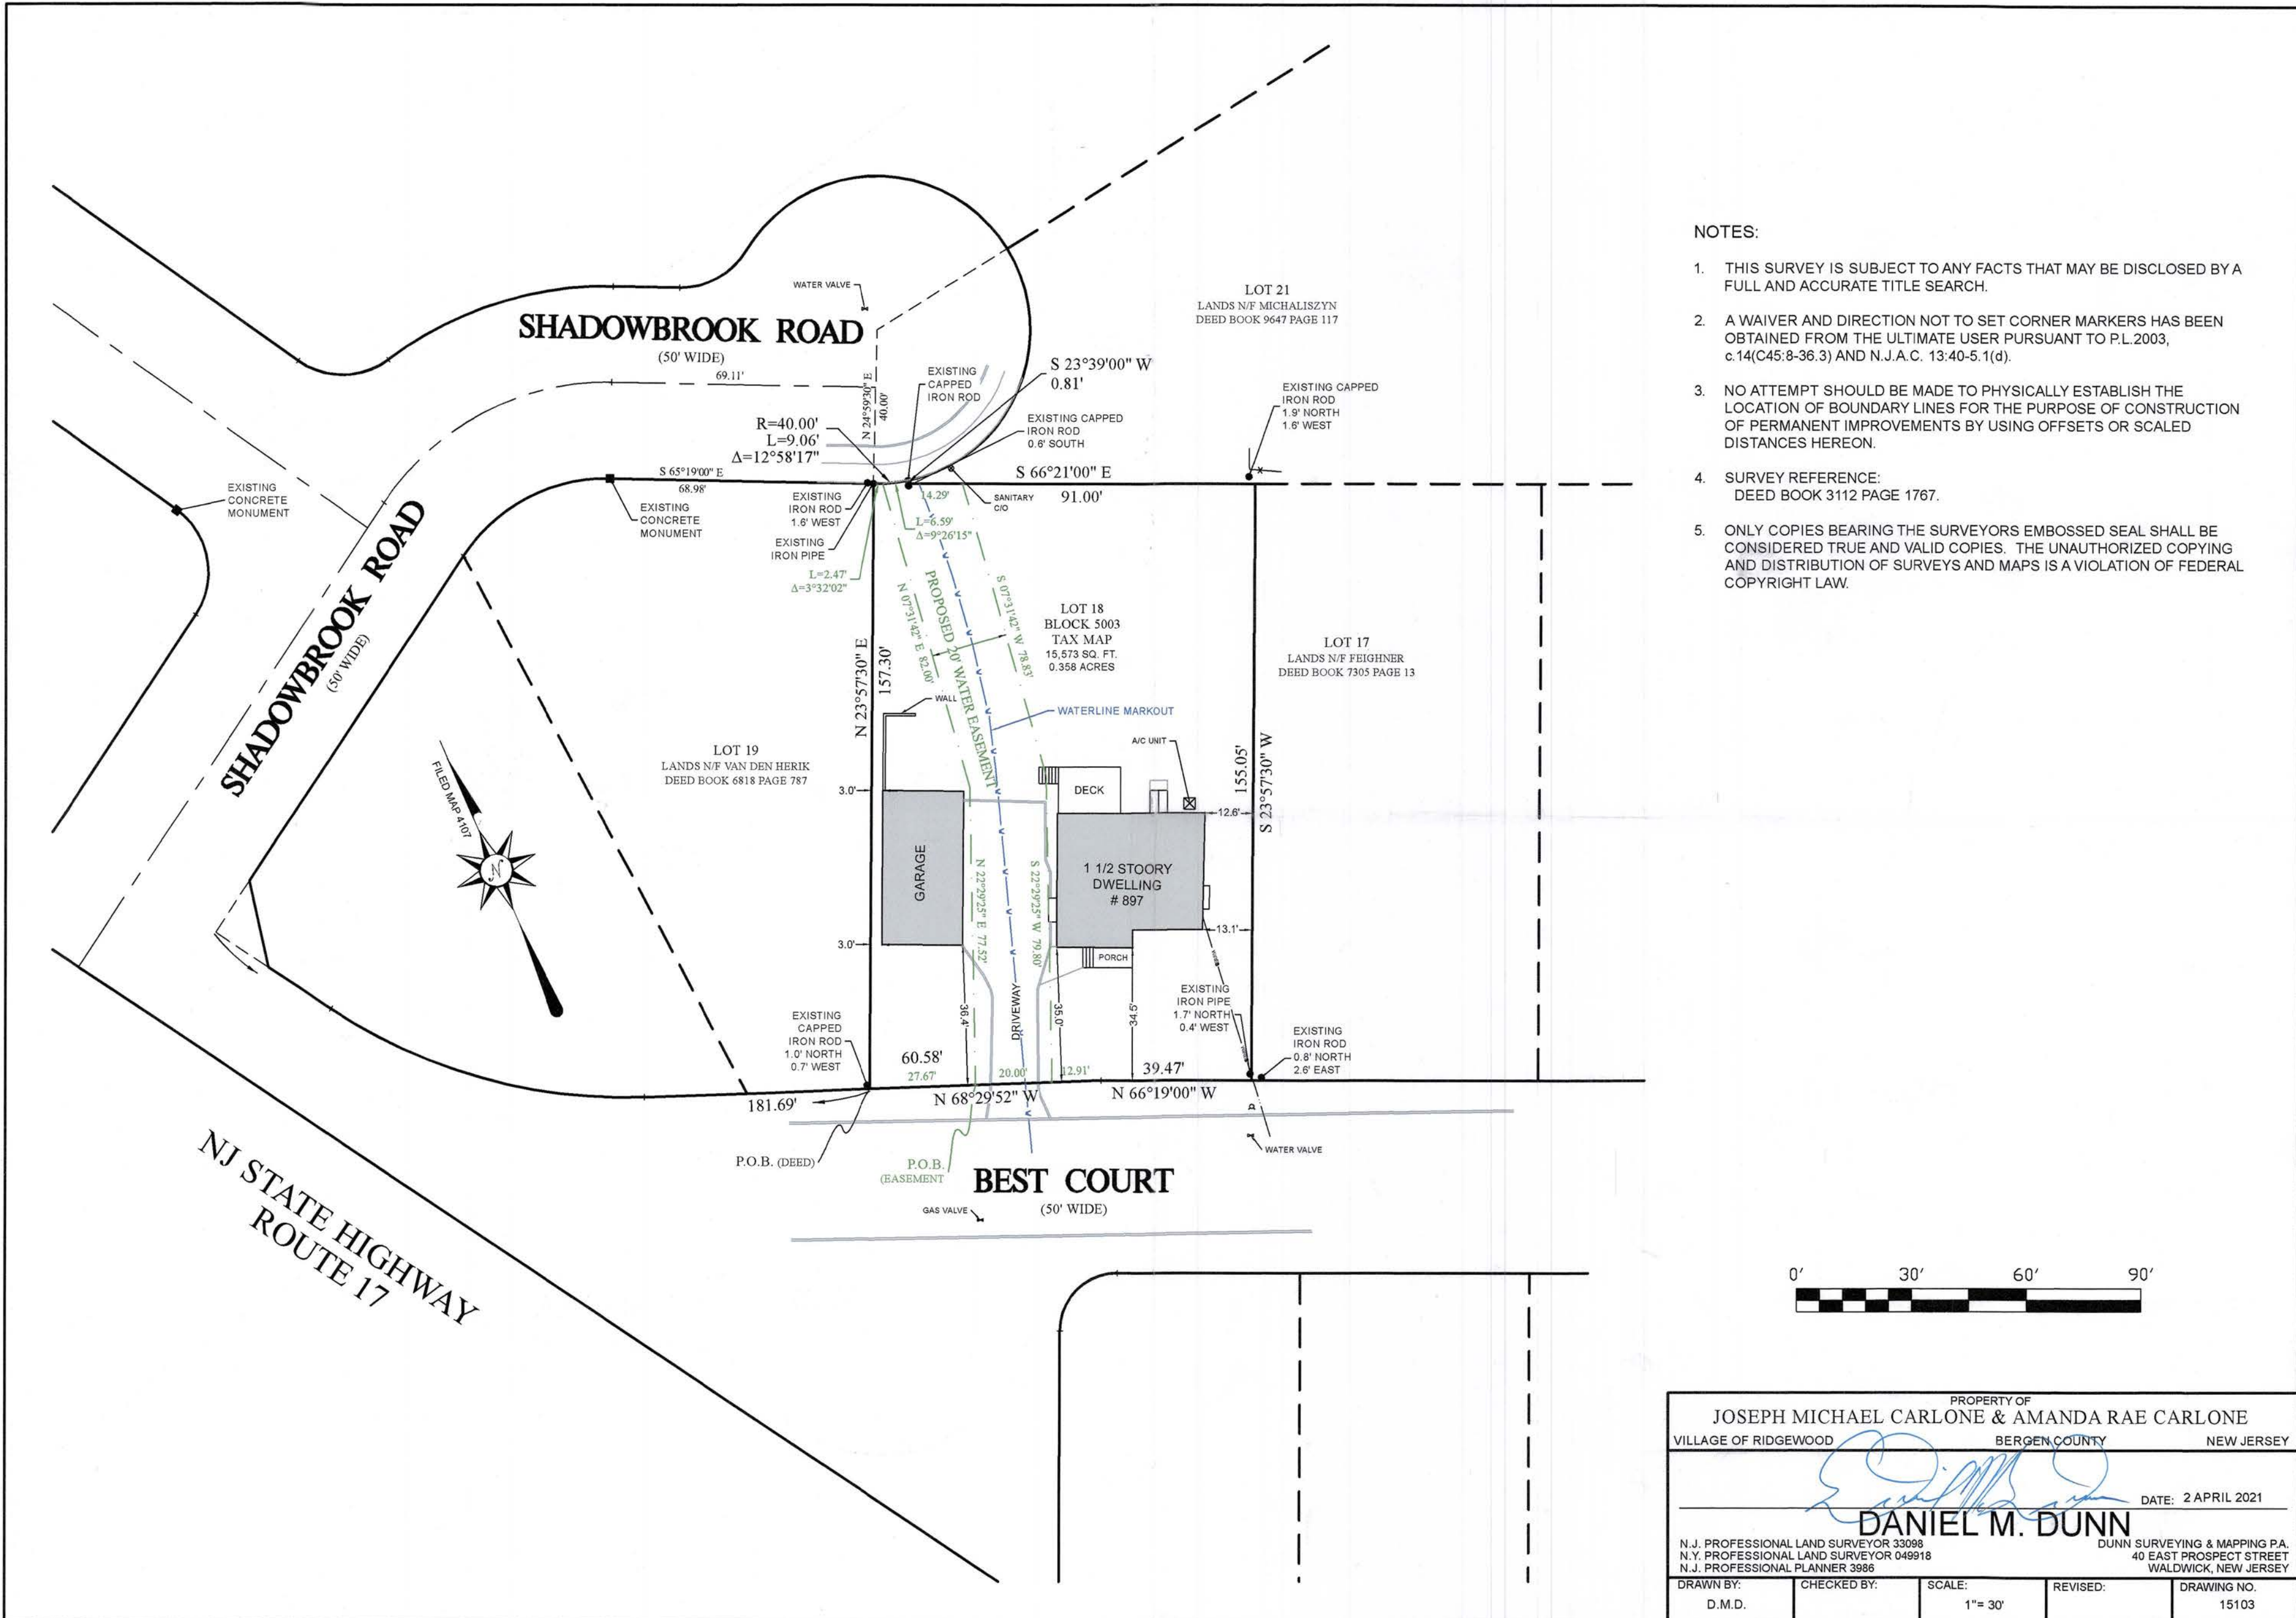 SHADOWBROOK ROAD
(50' WIDE)
69.11'
WATER VALVE
N 24°59'30" E
40.00'
EXISTING
CAPPED
IRON ROD
S 23°39'00" W
0.81'
EXISTING CAPPED
IRON ROD
0.6' SOUTH
R=40.00'
L=9.06'
Δ=12°58'17"
S 65°19'00" E
68.98'
EXISTING
CONCRETE
MONUMENT
EXISTING
CONCRETE
MONUMENT
EXISTING
IRON ROD
1.6' WEST
EXISTING
IRON PIPE
L=2.47'
Δ=3°32'02"
14.29'
L=6.59'
Δ=9°26'15"
SANITARY
C/O
S 66°21'00" E
91.00'
LOT 21
LANDS N/F MICHALISZYN
DEED BOOK 9647 PAGE 117
EXISTING CAPPED
IRON ROD
1.9' NORTH
1.6' WEST
SHADOWBROOK ROAD
(50' WIDE)
FILED MAP 4107
N
LOT 19
LANDS N/F VAN DEN HERIK
DEED BOOK 6818 PAGE 787
N 23°57'30" E
157.30'
N 07°31'42" E 82.00'
PROPOSED 20' WATER EASEMENT
S 07°31'42" W 78.83'
LOT 18
BLOCK 5003
TAX MAP
15,573 SQ. FT.
0.358 ACRES
LOT 17
LANDS N/F FEIGHNER
DEED BOOK 7305 PAGE 13
WALL
WATERLINE MARKOUT
A/C UNIT
155.05'
S 23°57'30" W
DECK
3.0'
12.6'
GARAGE
N 22°29'25" E 77.52'
S 22°29'25" W 79.80'
1 1/2 STOORY
DWELLING
# 897
3.0'
13.1'
PORCH
DRIVEWAY
36.4'
35.0'
34.5'
EXISTING
IRON PIPE
1.7' NORTH
0.4' WEST
EXISTING
IRON ROD
0.8' NORTH
2.6' EAST
EXISTING
CAPPED
IRON ROD
1.0' NORTH
0.7' WEST
60.58'
27.67'
20.00'
12.91'
39.47'
181.69'
N 68°29'52" W
N 66°19'00" W
P.O.B. (DEED)
P.O.B.
(EASEMENT
WATER VALVE
BEST COURT
(50' WIDE)
GAS VALVE
NJ STATE HIGHWAY
ROUTE 17
NOTES:
1. THIS SURVEY IS SUBJECT TO ANY FACTS THAT MAY BE DISCLOSED BY A
FULL AND ACCURATE TITLE SEARCH.
2. A WAIVER AND DIRECTION NOT TO SET CORNER MARKERS HAS BEEN
OBTAINED FROM THE ULTIMATE USER PURSUANT TO P.L.2003,
c.14(C45:8-36.3) AND N.J.A.C. 13:40-5.1(d).
3. NO ATTEMPT SHOULD BE MADE TO PHYSICALLY ESTABLISH THE
LOCATION OF BOUNDARY LINES FOR THE PURPOSE OF CONSTRUCTION
OF PERMANENT IMPROVEMENTS BY USING OFFSETS OR SCALED
DISTANCES HEREON.
4. SURVEY REFERENCE:
DEED BOOK 3112 PAGE 1767.
5. ONLY COPIES BEARING THE SURVEYORS EMBOSSED SEAL SHALL BE
CONSIDERED TRUE AND VALID COPIES. THE UNAUTHORIZED COPYING
AND DISTRIBUTION OF SURVEYS AND MAPS IS A VIOLATION OF FEDERAL
COPYRIGHT LAW.
0' 30' 60' 90'
PROPERTY OF
JOSEPH MICHAEL CARLONE & AMANDA RAE CARLONE
VILLAGE OF RIDGEWOOD BERGEN COUNTY NEW JERSEY
DATE: 2 APRIL 2021
DANIEL M. DUNN
N.J. PROFESSIONAL LAND SURVEYOR 33098
N.Y. PROFESSIONAL LAND SURVEYOR 049918
N.J. PROFESSIONAL PLANNER 3986
DUNN SURVEYING & MAPPING P.A.
40 EAST PROSPECT STREET
WALDWICK, NEW JERSEY
DRAWN BY: CHECKED BY: SCALE: REVISED: DRAWING NO.
D.M.D. 1"= 30' 15103